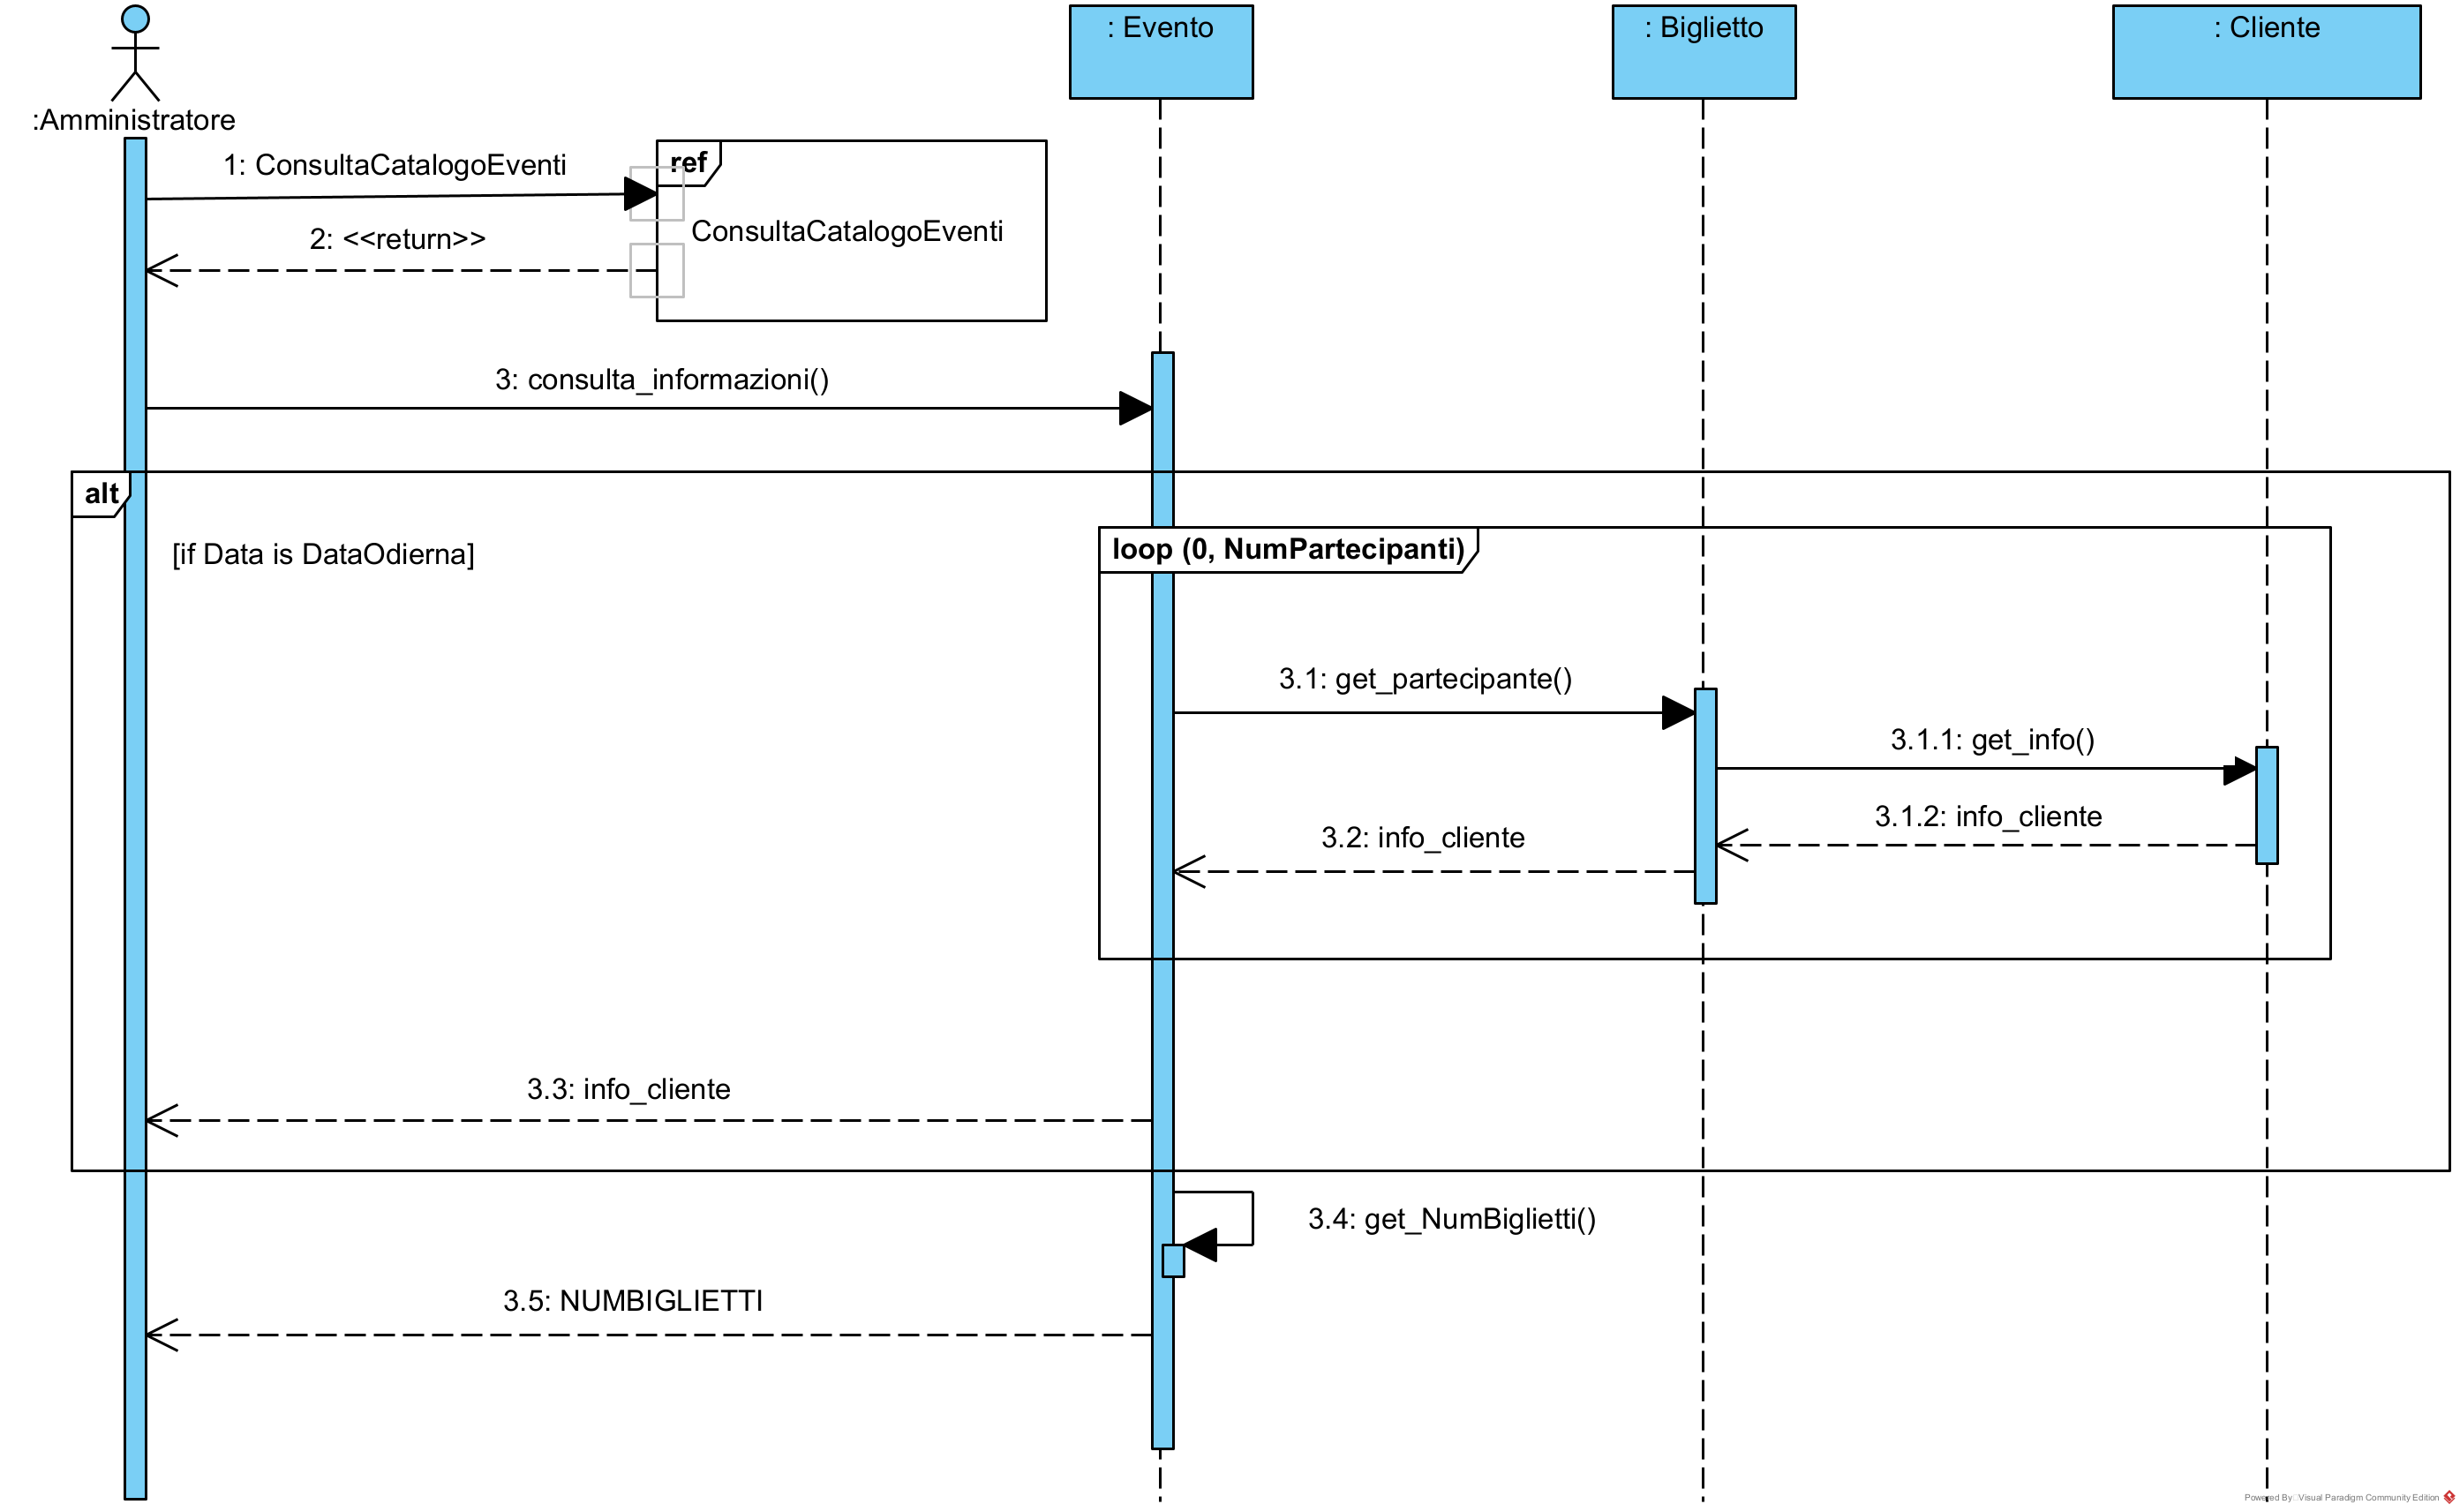 : Evento
: Biglietto
: Cliente
:Amministratore
1: ConsultaCatalogoEventi
ref
ConsultaCatalogoEventi
2: <<return>>
3: consulta_informazioni()
alt
[if Data is DataOdierna]
loop (0, NumPartecipanti)
3.1: get_partecipante()
3.1.1: get_info()
3.1.2: info_cliente
3.2: info_cliente
3.3: info_cliente
3.4: get_NumBiglietti()
3.5: NUMBIGLIETTI
Powered By: Visual Paradigm Community Edition